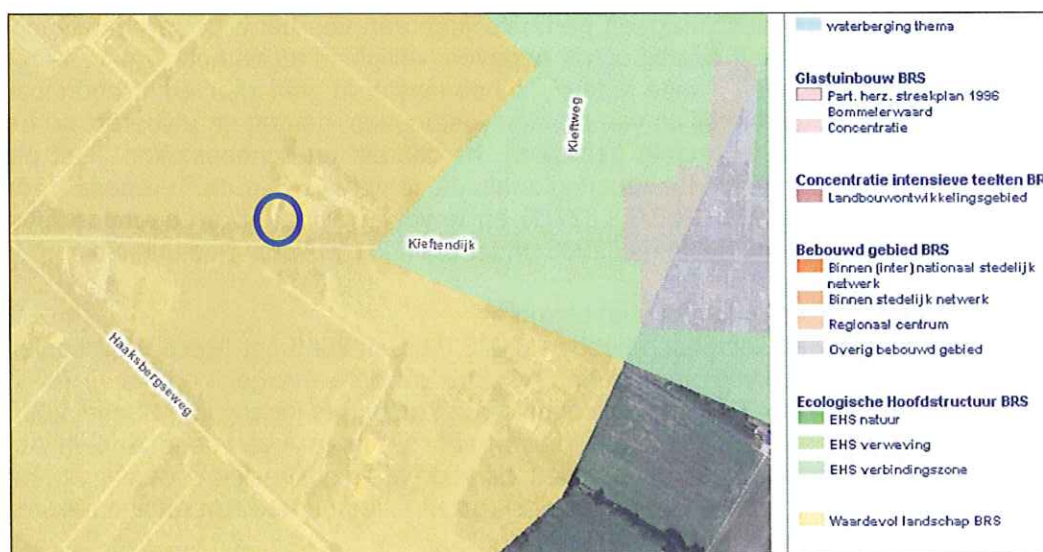 Kieftweg
Kieftendijk
Haaksbergseweg
waterberging thema
Glastuinbouw BRS
Part. herz. streekplan 1996
Bommelerwaard
Concentratie
Concentratie intensieve teelten BR
Landbouwontwikkelingsgebied
Bebouwd gebied BRS
Binnen (inter) nationaal stedelijk
netwerk
Binnen stedelijk netwerk
Regionaal centrum
Overig bebouwd gebied
Ecologische Hoofdstructuur BRS
EHS natuur
EHS verweving
EHS verbindingszone
Waardevol landschap BRS